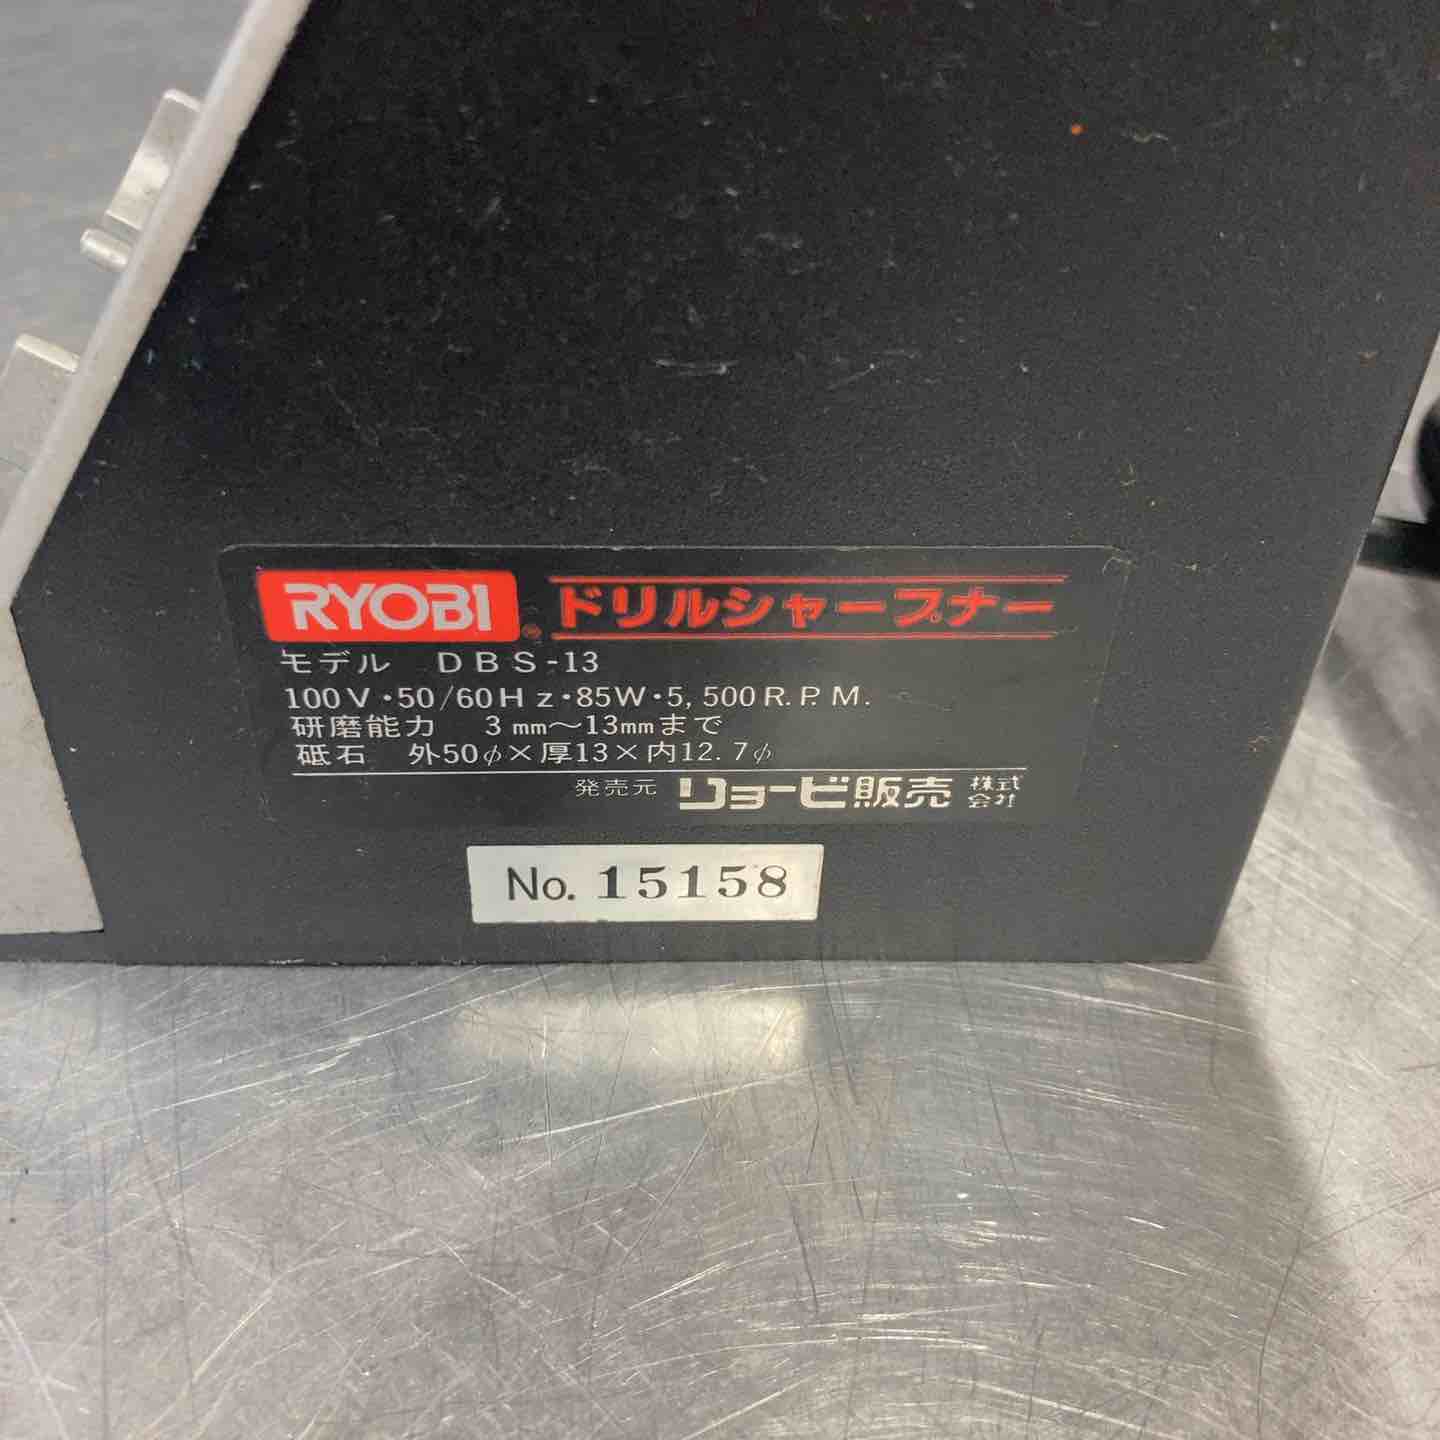 RYOBI® ドリルシャープナー
モデル DBS-13
100V・50/60Hz・85W・5,500R.P.M.
研磨能力 3mm〜13mmまで
砥石 外50φ×厚13×内12.7φ
発売元 リョービ販売 株式会社
No. 15158